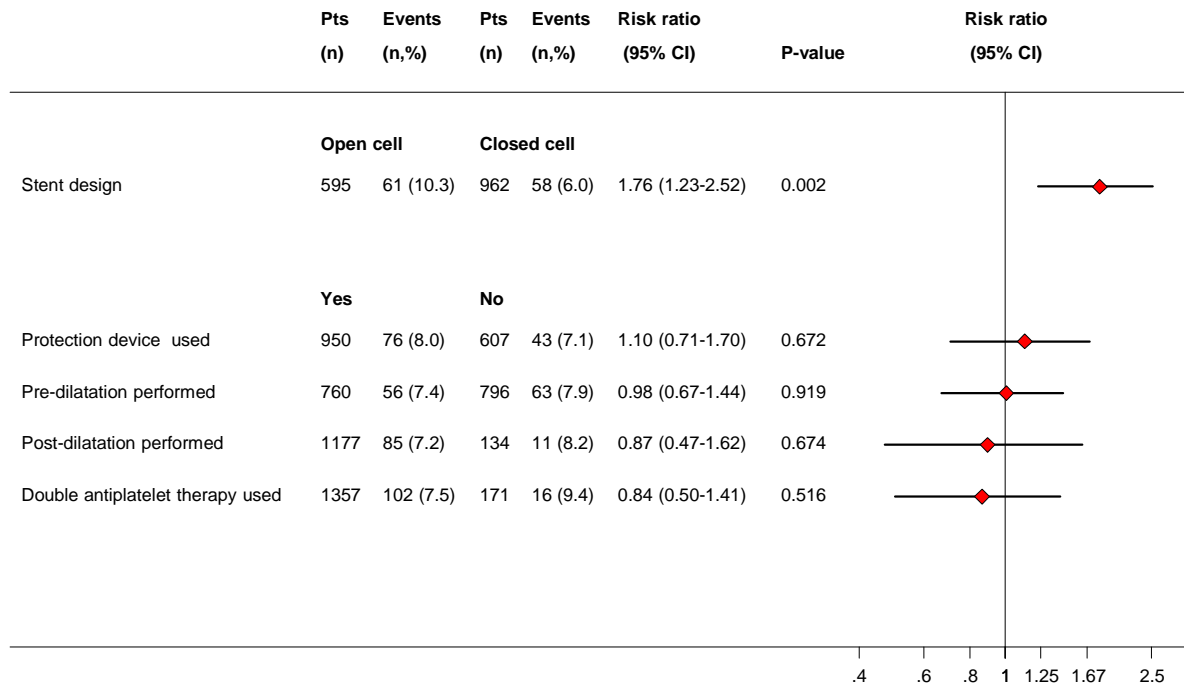 Pts Events Pts Events Risk ratio Risk ratio
(n) (n,%) (n) (n,%) (95% CI) P-value (95% CI)
Open cell Closed cell
Stent design 595 61 (10.3) 962 58 (6.0) 1.76 (1.23-2.52) 0.002
Yes No
Protection device used 950 76 (8.0) 607 43 (7.1) 1.10 (0.71-1.70) 0.672
Pre-dilatation performed 760 56 (7.4) 796 63 (7.9) 0.98 (0.67-1.44) 0.919
Post-dilatation performed 1177 85 (7.2) 134 11 (8.2) 0.87 (0.47-1.62) 0.674
Double antiplatelet therapy used 1357 102 (7.5) 171 16 (9.4) 0.84 (0.50-1.41) 0.516
.4 .6 .8 1 1.25 1.67 2.5